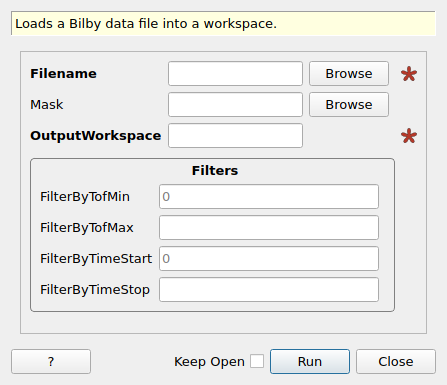 Loads a Bilby data file into a workspace.
Filename Browse *
Mask Browse
OutputWorkspace *
Filters
FilterByTofMin 0
FilterByTofMax
FilterByTimeStart 0
FilterByTimeStop
? Keep Open Run Close